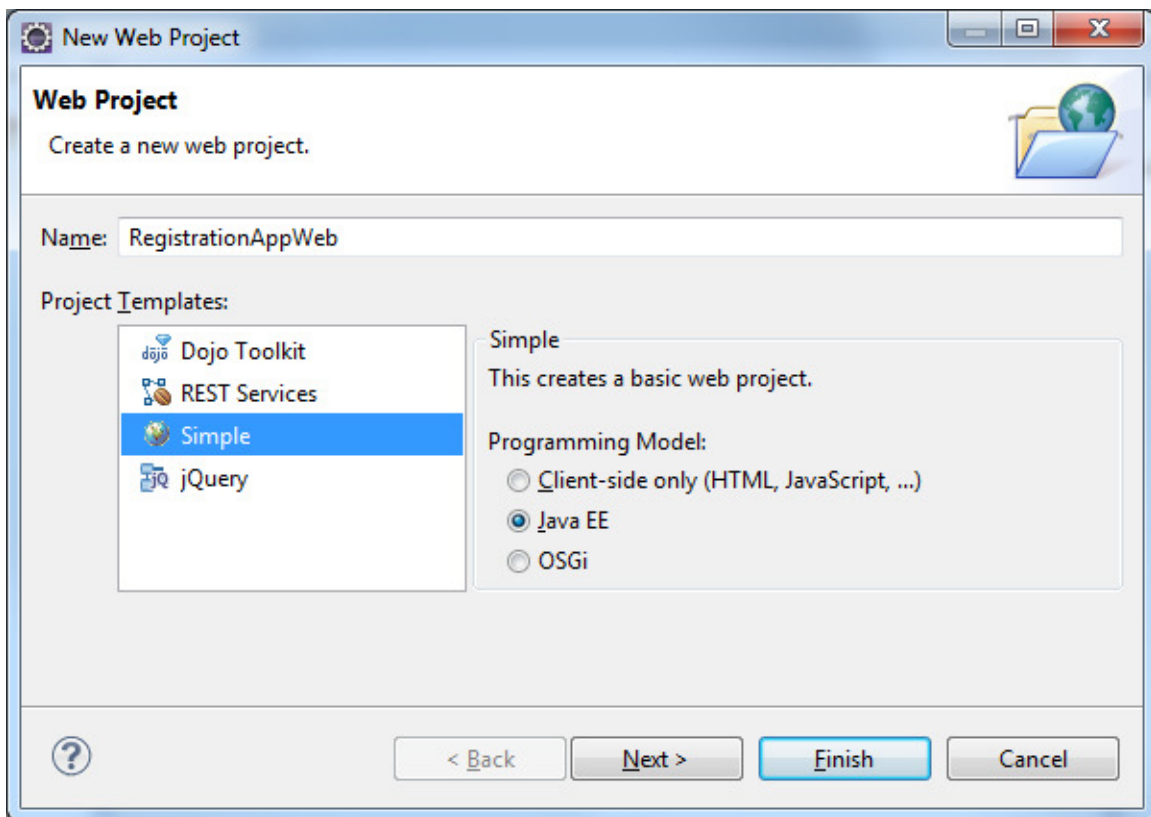 New Web Project
Web Project
Create a new web project.
Name: RegistrationAppWeb
Project Templates:
dojo Dojo Toolkit
REST Services
Simple
jQ jQuery
Simple
This creates a basic web project.
Programming Model:
Client-side only (HTML, JavaScript, ...)
Java EE
OSGi
? < Back Next > Finish Cancel